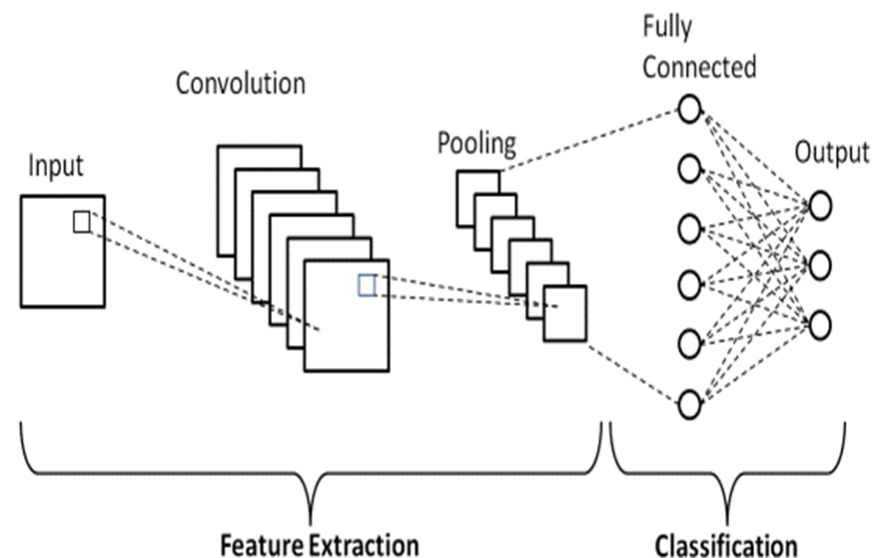 Fully
Connected
Convolution
Pooling
Output
Input
Feature Extraction
Classification